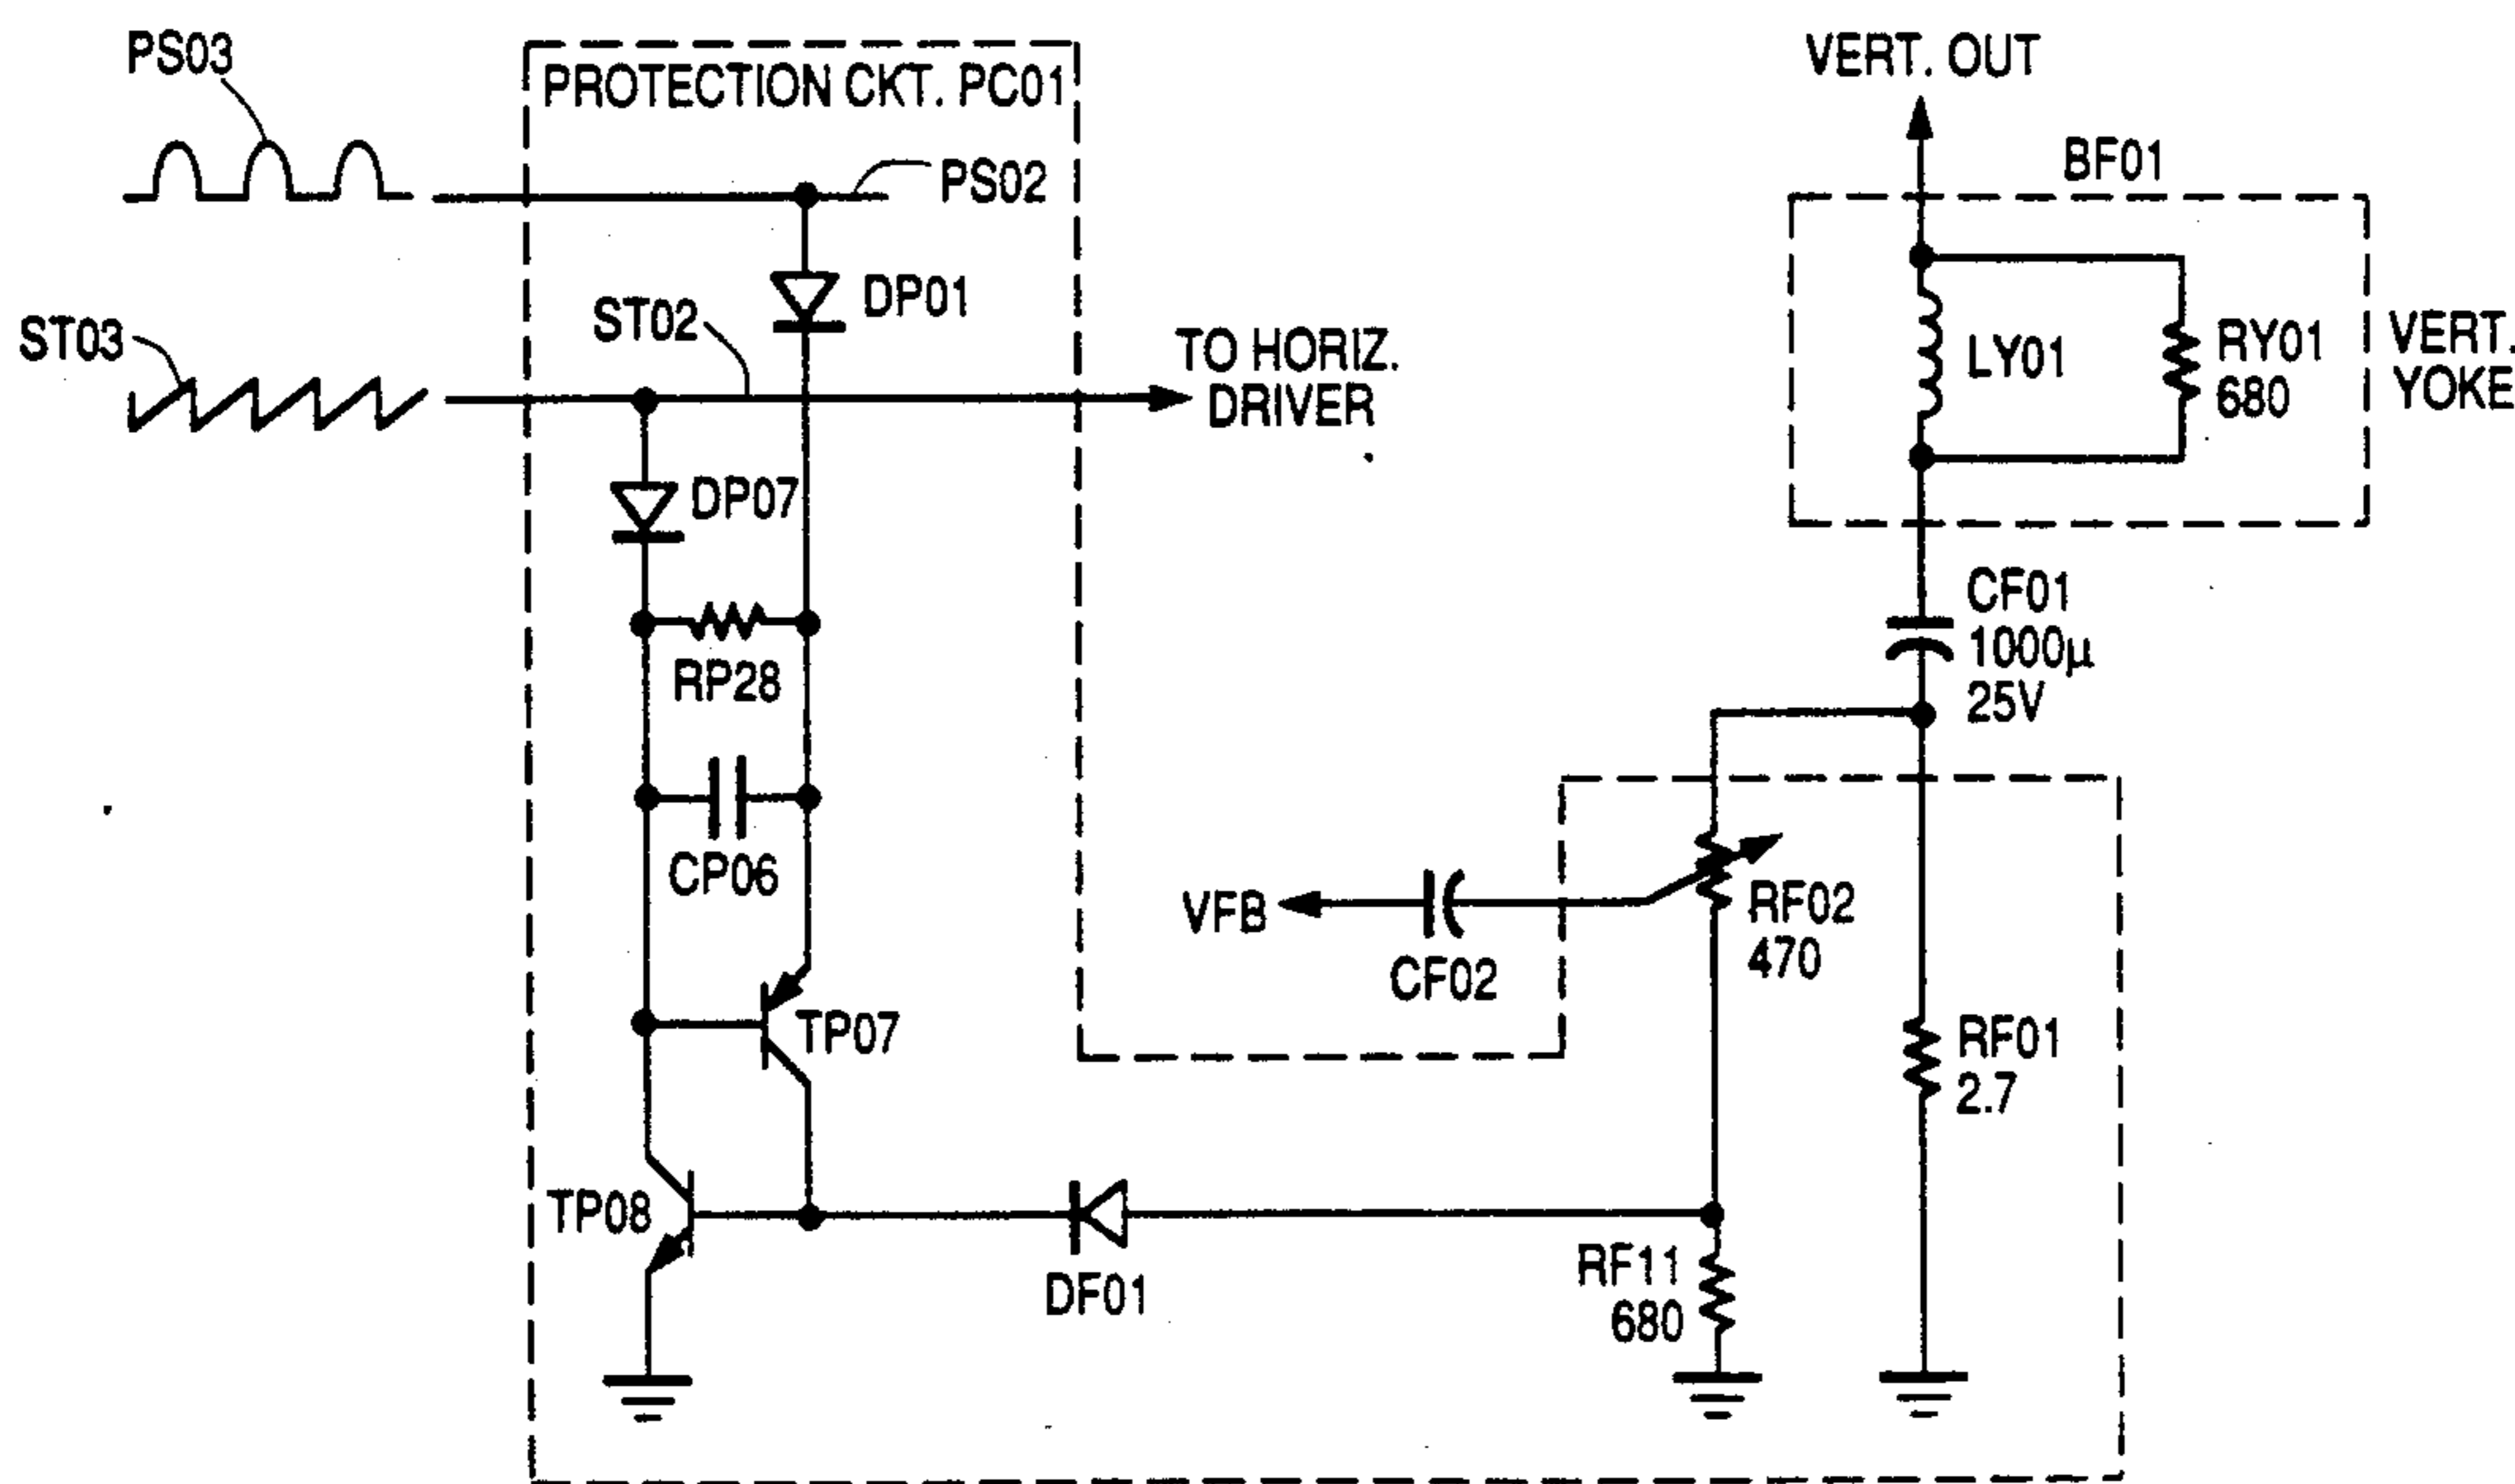 PS03
PROTECTION CKT. PC01
PS02
DP01
ST02
ST03
TO HORIZ.
DRIVER
DP07
RP28
CP06
TP07
TP08
DF01
VFB
CF02
RF02
470
RF11
680
RF01
2.7
VERT. OUT
BF01
LY01
RY01
680
VERT.
YOKE
CF01
1000μ
25V